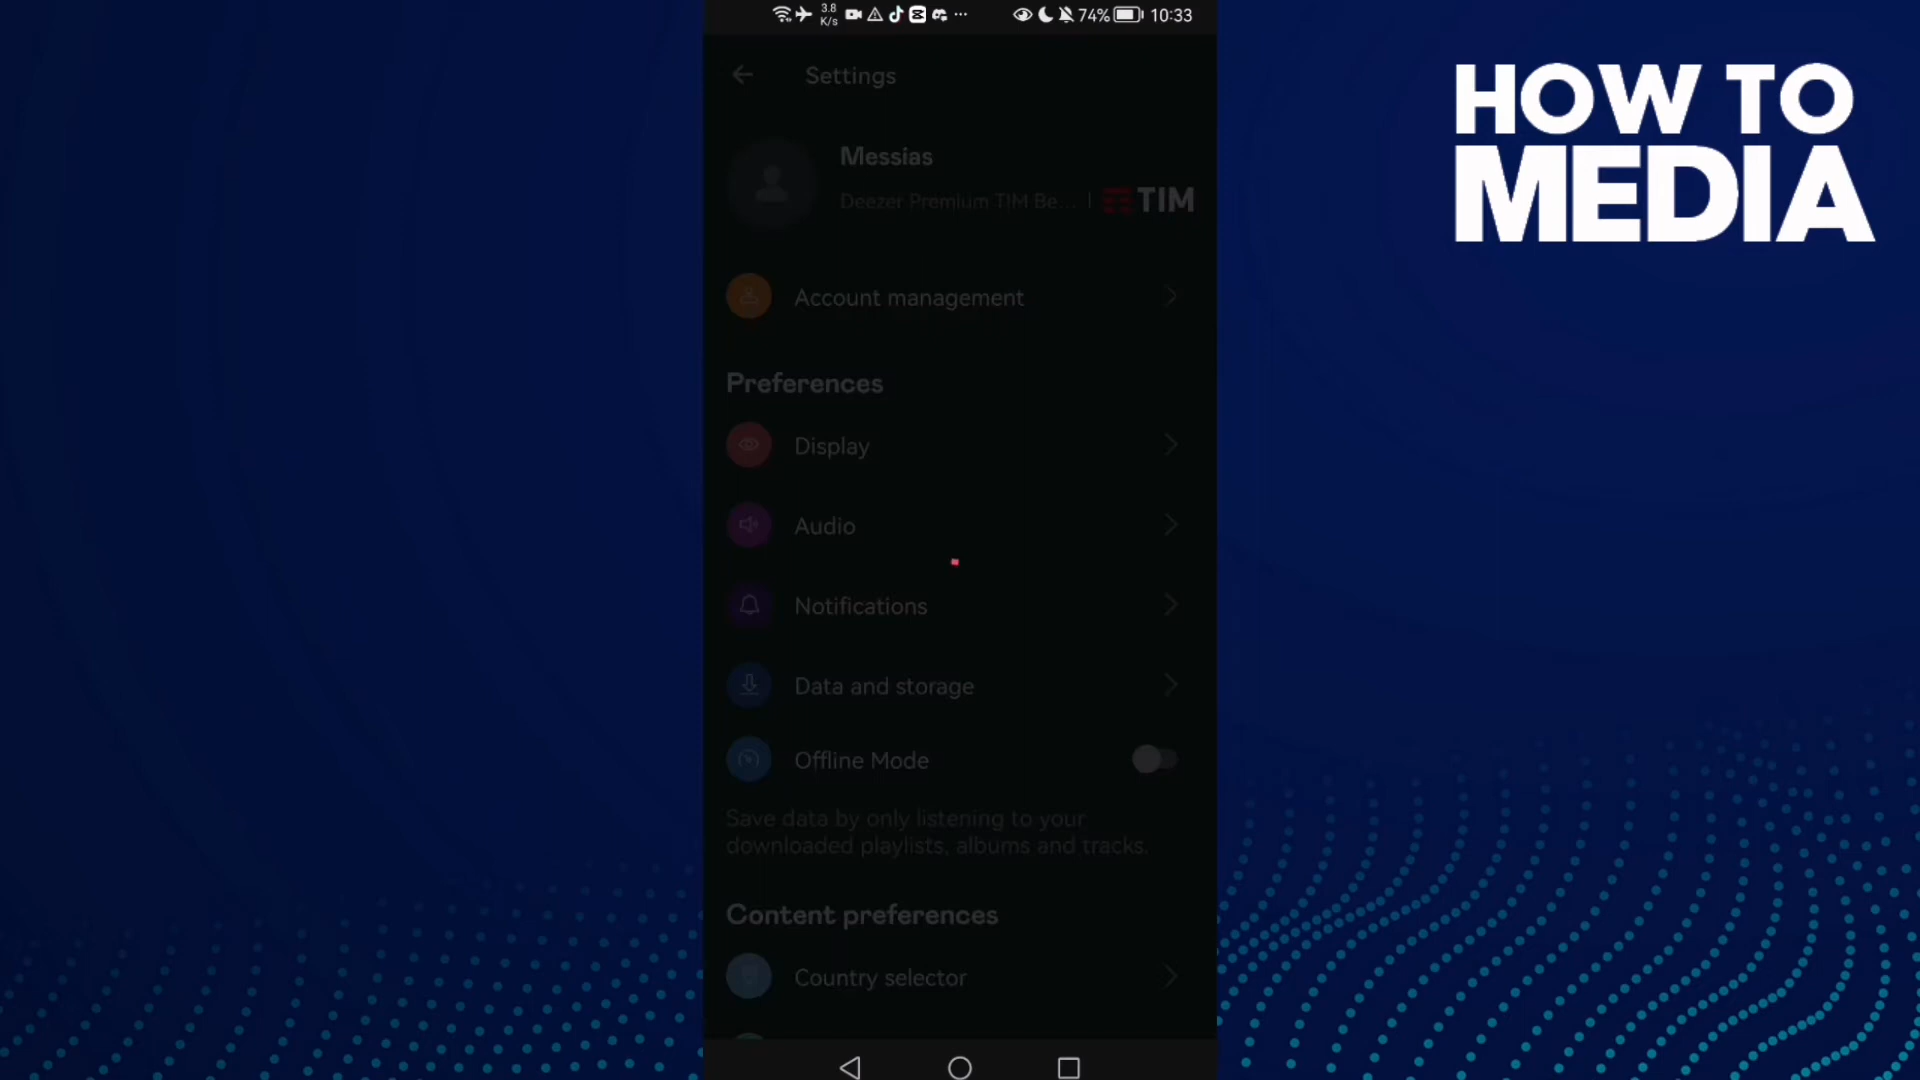 3.8
K/s
74%
10:33
HOW TO
MEDIA
Settings
Messias
Deezer Premium TIM Be... | TIM
Account management
Preferences
Display
Audio
Notifications
Data and storage
Offline Mode
Save data by only listening to your
downloaded playlists, albums and tracks.
Content preferences
Country selector